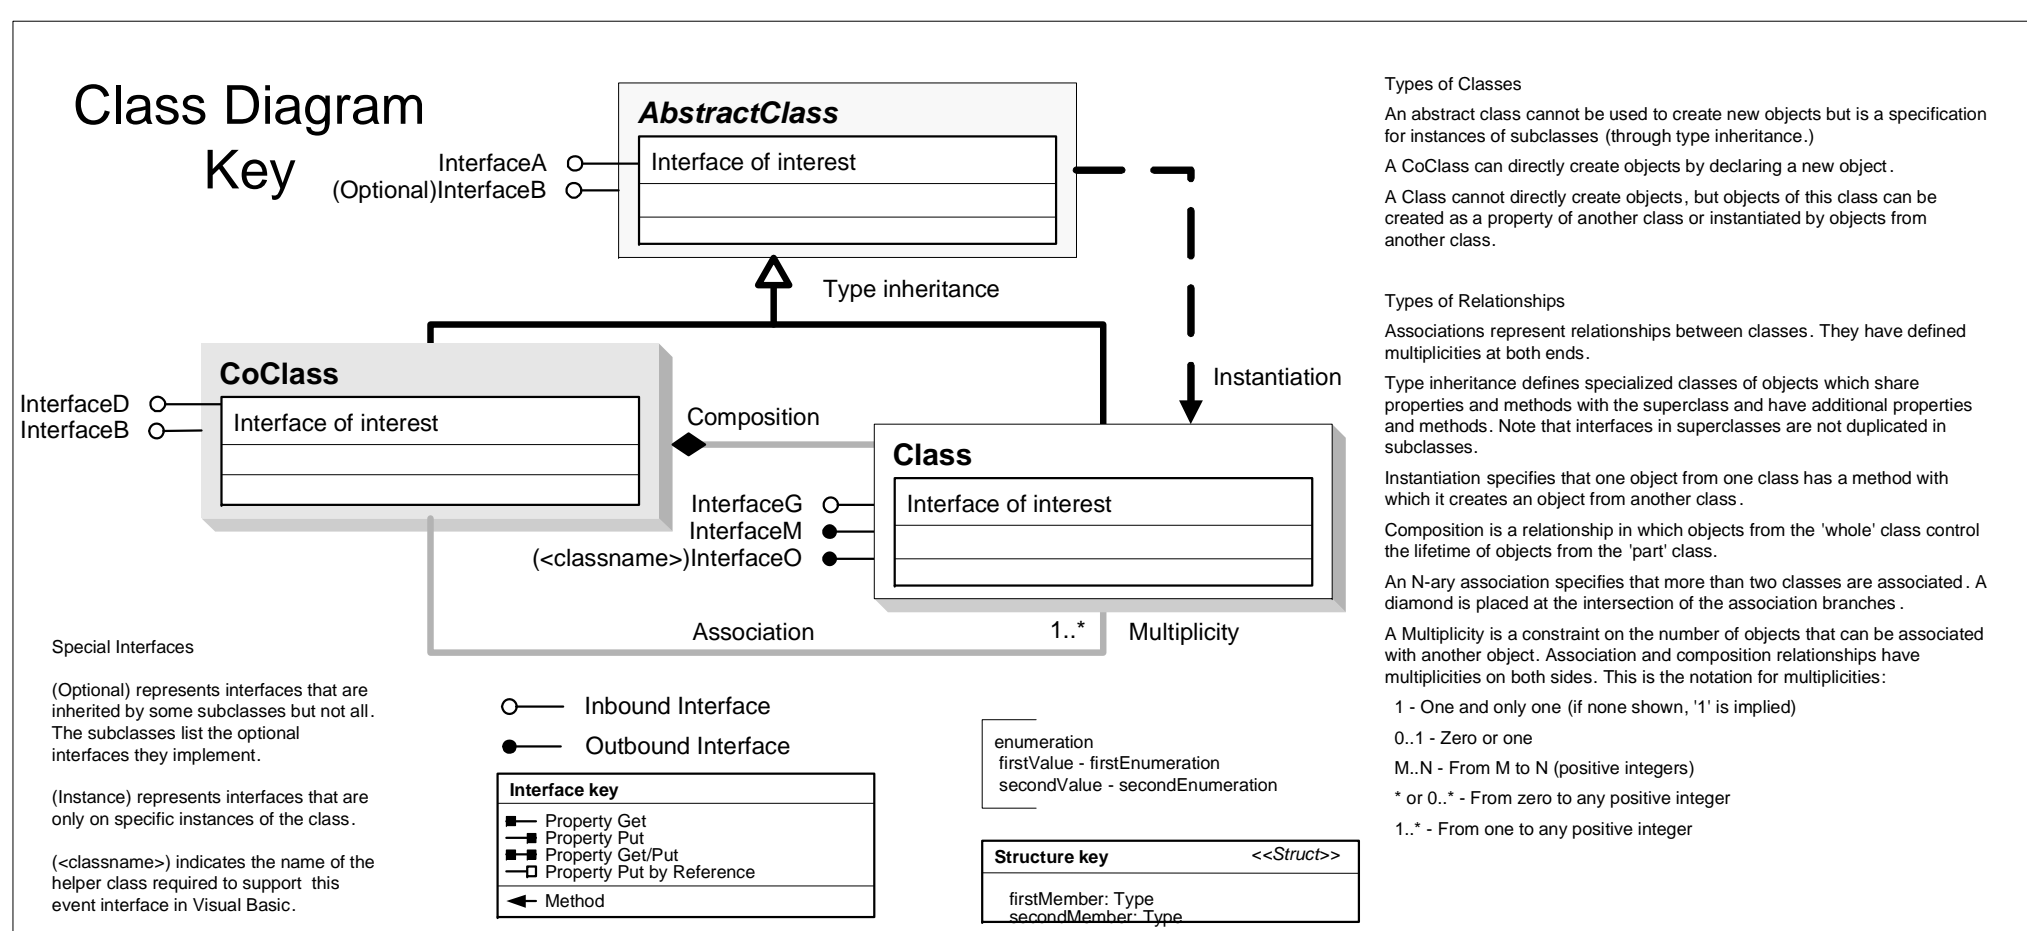 Class Diagram
Key
AbstractClass
Interface of interest
InterfaceA
(Optional)InterfaceB
Type inheritance
Instantiation
CoClass
Interface of interest
InterfaceD
InterfaceB
Composition
Class
Interface of interest
InterfaceG
InterfaceM
(<classname>)InterfaceO
Association
1..*
Multiplicity
Special Interfaces
(Optional) represents interfaces that are
inherited by some subclasses but not all.
The subclasses list the optional
interfaces they implement.
(Instance) represents interfaces that are
only on specific instances of the class.
(<classname>) indicates the name of the
helper class required to support this
event interface in Visual Basic.
Inbound Interface
Outbound Interface
Interface key
Property Get
Property Put
Property Get/Put
Property Put by Reference
Method
enumeration
firstValue - firstEnumeration
secondValue - secondEnumeration
Structure key <<Struct>>
firstMember: Type
secondMember: Type
Types of Classes
An abstract class cannot be used to create new objects but is a specification
for instances of subclasses (through type inheritance.)
A CoClass can directly create objects by declaring a new object.
A Class cannot directly create objects, but objects of this class can be
created as a property of another class or instantiated by objects from
another class.
Types of Relationships
Associations represent relationships between classes. They have defined
multiplicities at both ends.
Type inheritance defines specialized classes of objects which share
properties and methods with the superclass and have additional properties
and methods. Note that interfaces in superclasses are not duplicated in
subclasses.
Instantiation specifies that one object from one class has a method with
which it creates an object from another class.
Composition is a relationship in which objects from the 'whole' class control
the lifetime of objects from the 'part' class.
An N-ary association specifies that more than two classes are associated. A
diamond is placed at the intersection of the association branches.
A Multiplicity is a constraint on the number of objects that can be associated
with another object. Association and composition relationships have
multiplicities on both sides. This is the notation for multiplicities:
1 - One and only one (if none shown, '1' is implied)
0..1 - Zero or one
M..N - From M to N (positive integers)
* or 0..* - From zero to any positive integer
1..* - From one to any positive integer